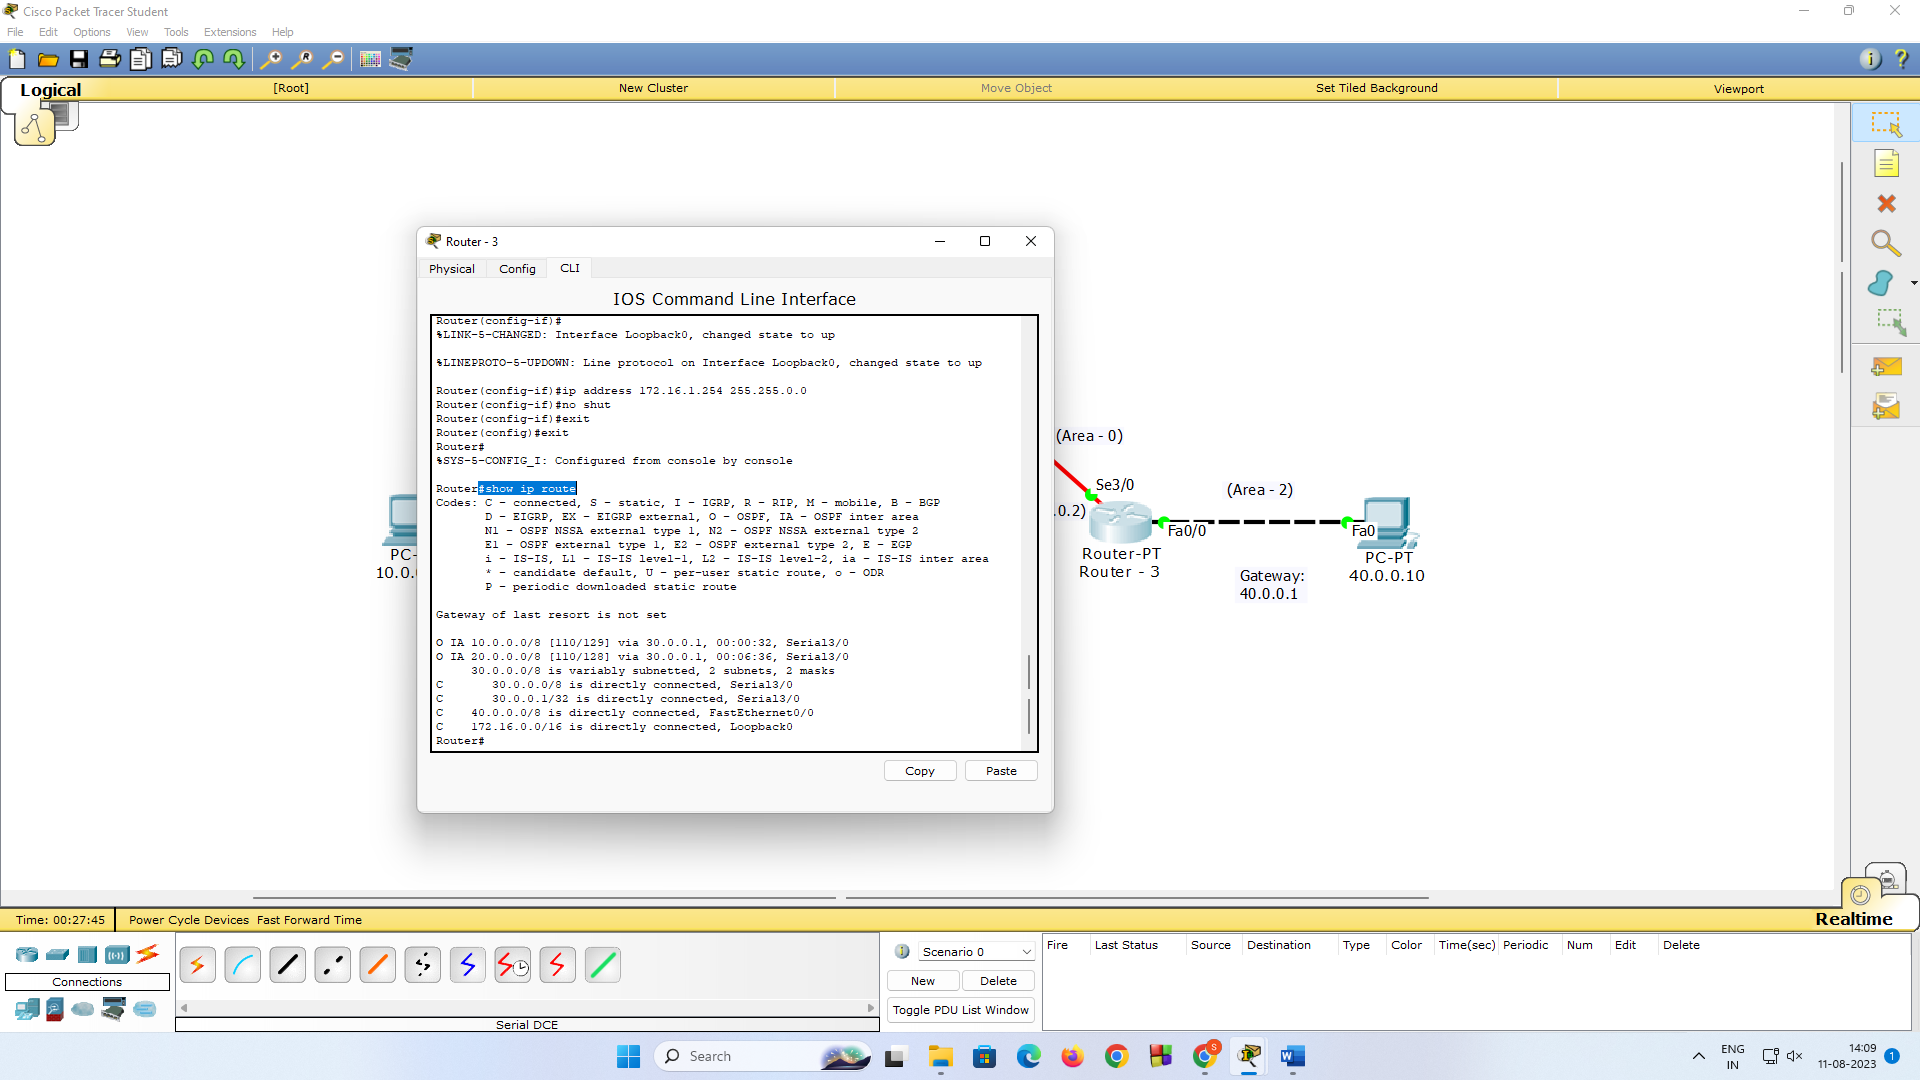 Cisco Packet Tracer Student
File Edit Options View Tools Extensions Help
Logical [Root] New Cluster Move Object Set Tiled Background Viewport
Router - 3
Physical Config CLI
IOS Command Line Interface
Router(config-if)#
%LINK-5-CHANGED: Interface Loopback0, changed state to up
%LINEPROTO-5-UPDOWN: Line protocol on Interface Loopback0, changed state to up
Router(config-if)#ip address 172.16.1.254 255.255.0.0
Router(config-if)#no shut
Router(config-if)#exit
Router(config)#exit
Router#
%SYS-5-CONFIG_I: Configured from console by console
Router#show ip route
Codes: C - connected, S - static, I - IGRP, R - RIP, M - mobile, B - BGP
D - EIGRP, EX - EIGRP external, O - OSPF, IA - OSPF inter area
N1 - OSPF NSSA external type 1, N2 - OSPF NSSA external type 2
E1 - OSPF external type 1, E2 - OSPF external type 2, E - EGP
i - IS-IS, L1 - IS-IS level-1, L2 - IS-IS level-2, ia - IS-IS inter area
* - candidate default, U - per-user static route, o - ODR
P - periodic downloaded static route
Gateway of last resort is not set
O IA 10.0.0.0/8 [110/129] via 30.0.0.1, 00:00:32, Serial3/0
O IA 20.0.0.0/8 [110/128] via 30.0.0.1, 00:06:36, Serial3/0
30.0.0.0/8 is variably subnetted, 2 subnets, 2 masks
C 30.0.0.0/8 is directly connected, Serial3/0
C 30.0.0.1/32 is directly connected, Serial3/0
C 40.0.0.0/8 is directly connected, FastEthernet0/0
C 172.16.0.0/16 is directly connected, Loopback0
Router#
Copy Paste
PC-
10.0.
(Area - 0)
Se3/0
.0.2)
Fa0/0
Router-PT
Router - 3
(Area - 2)
Fa0
PC-PT
40.0.0.10
Gateway:
40.0.0.1
Time: 00:27:45 Power Cycle Devices Fast Forward Time
Realtime
Connections
Serial DCE
Scenario 0
New Delete
Toggle PDU List Window
Fire Last Status Source Destination Type Color Time(sec) Periodic Num Edit Delete
Search
S
W
ENG
IN
14:09
11-08-2023
1